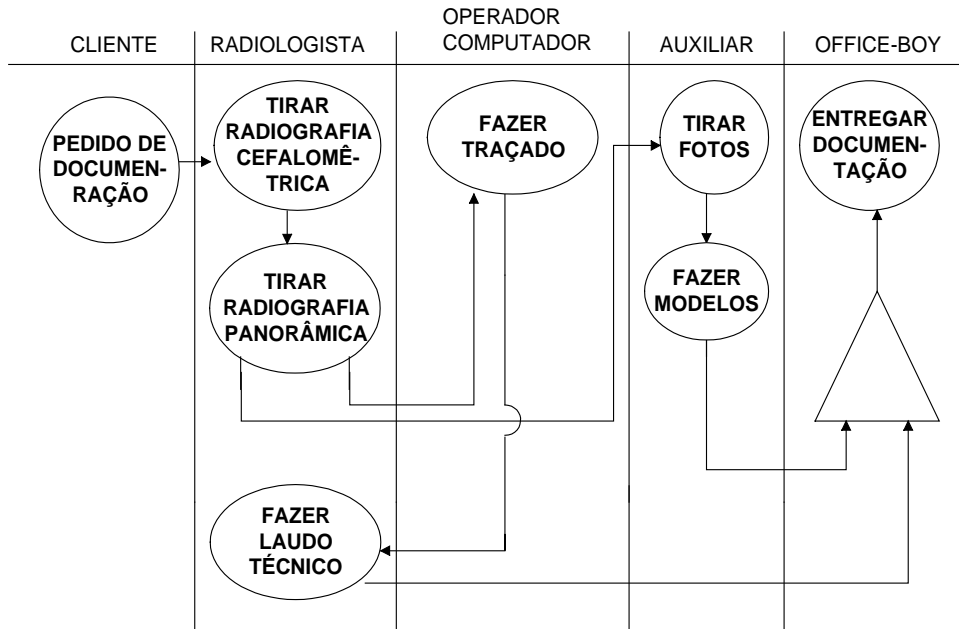 CLIENTE
RADIOLOGISTA
OPERADOR
COMPUTADOR
AUXILIAR
OFFICE-BOY
PEDIDO DE
DOCUMEN-
RAÇÃO
TIRAR
RADIOGRAFIA
CEFALOMÊ-
TRICA
FAZER
TRAÇADO
TIRAR
FOTOS
ENTREGAR
DOCUMEN-
TAÇÃO
TIRAR
RADIOGRAFIA
PANORÂMICA
FAZER
MODELOS
FAZER
LAUDO
TÉCNICO